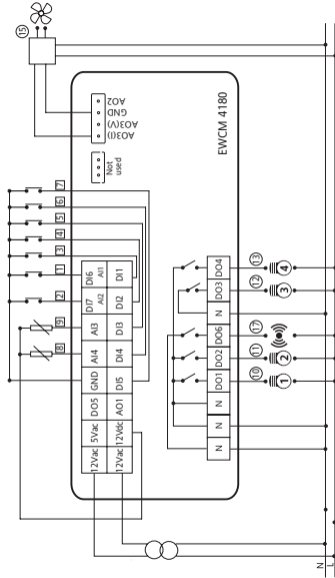 15
AO2
GND
AO3(V)
AO3(I)
Not
used
EWCM 4180
7
6
5
4
3
1
2
9
8
DI6 AI1 DI1
DI7 AI2 DI2
AI3 DI3
AI4 DI4
GND DI5
DO5 AO1
5Vac 12Vdc
12Vac 12Vac
DO4
DO3
N
DO6
DO2
DO1
N
N
N
13
12
17
11
10
4
3
2
1
N
L